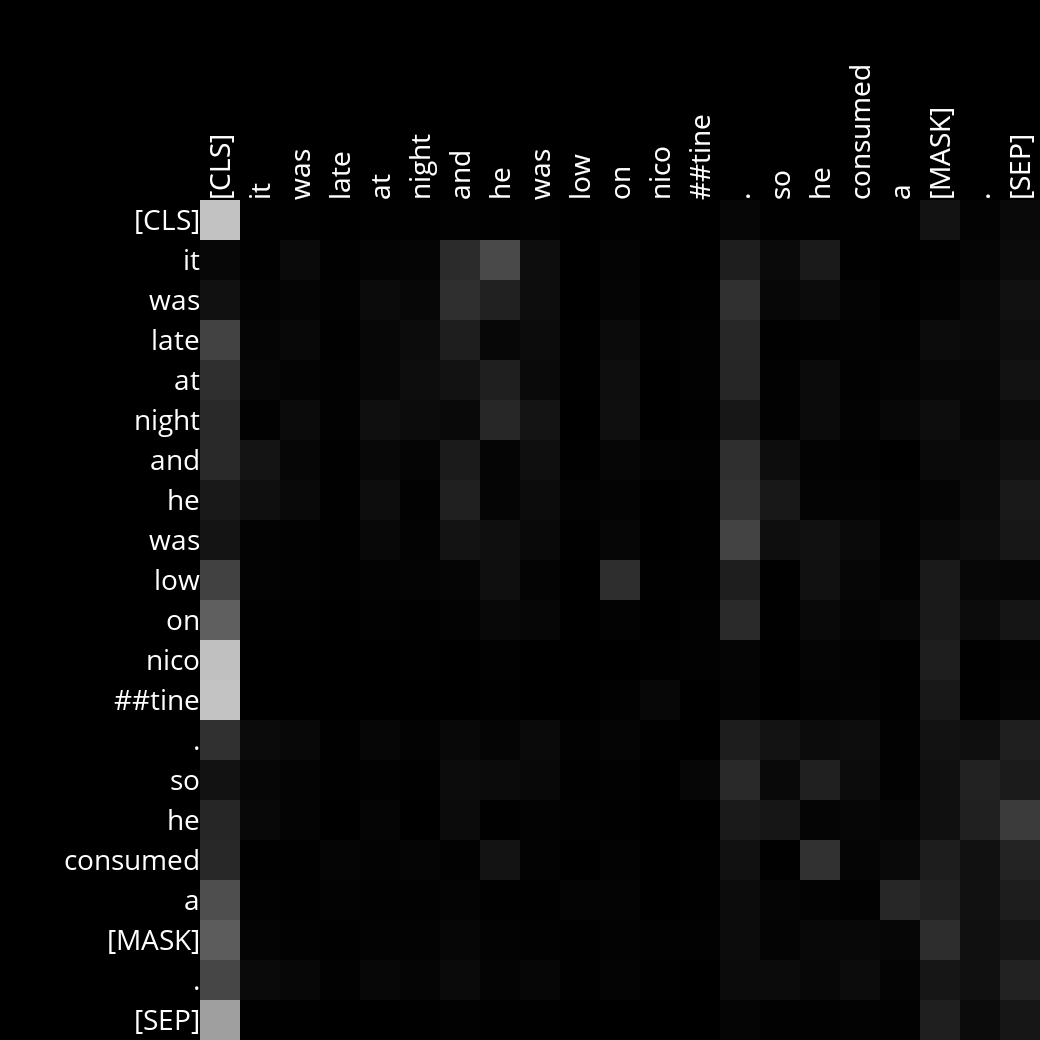 [CLS] it was late at night and he was low on nico ##tine . so he consumed a [MASK] . [SEP]
[CLS]
it
was
late
at
night
and
he
was
low
on
nico
##tine
.
so
he
consumed
a
[MASK]
.
[SEP]